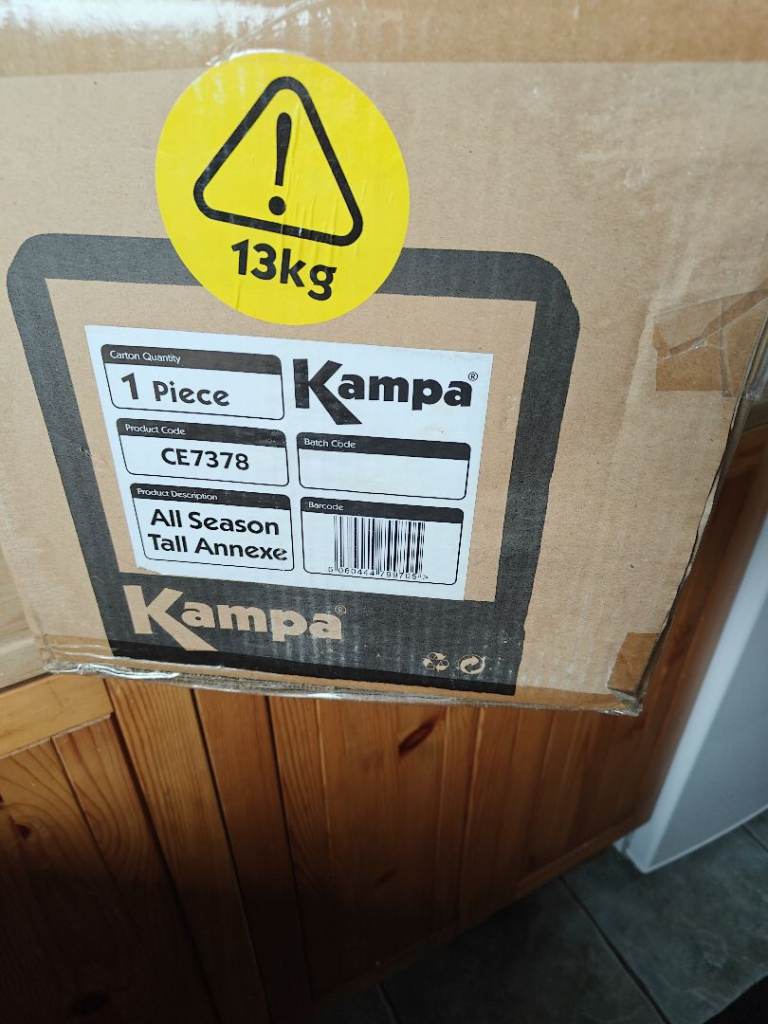 13kg
Carton Quantity
1 Piece
Kampa®
Product Code
CE7378
Batch Code
Product Description
All Season
Tall Annexe
Barcode
Kampa®